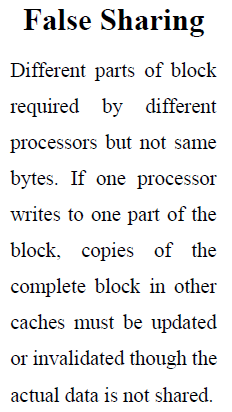 False Sharing
Different parts of block
required by different
processors but not same
bytes. If one processor
writes to one part of the
block, copies of the
complete block in other
caches must be updated
or invalidated though the
actual data is not shared.